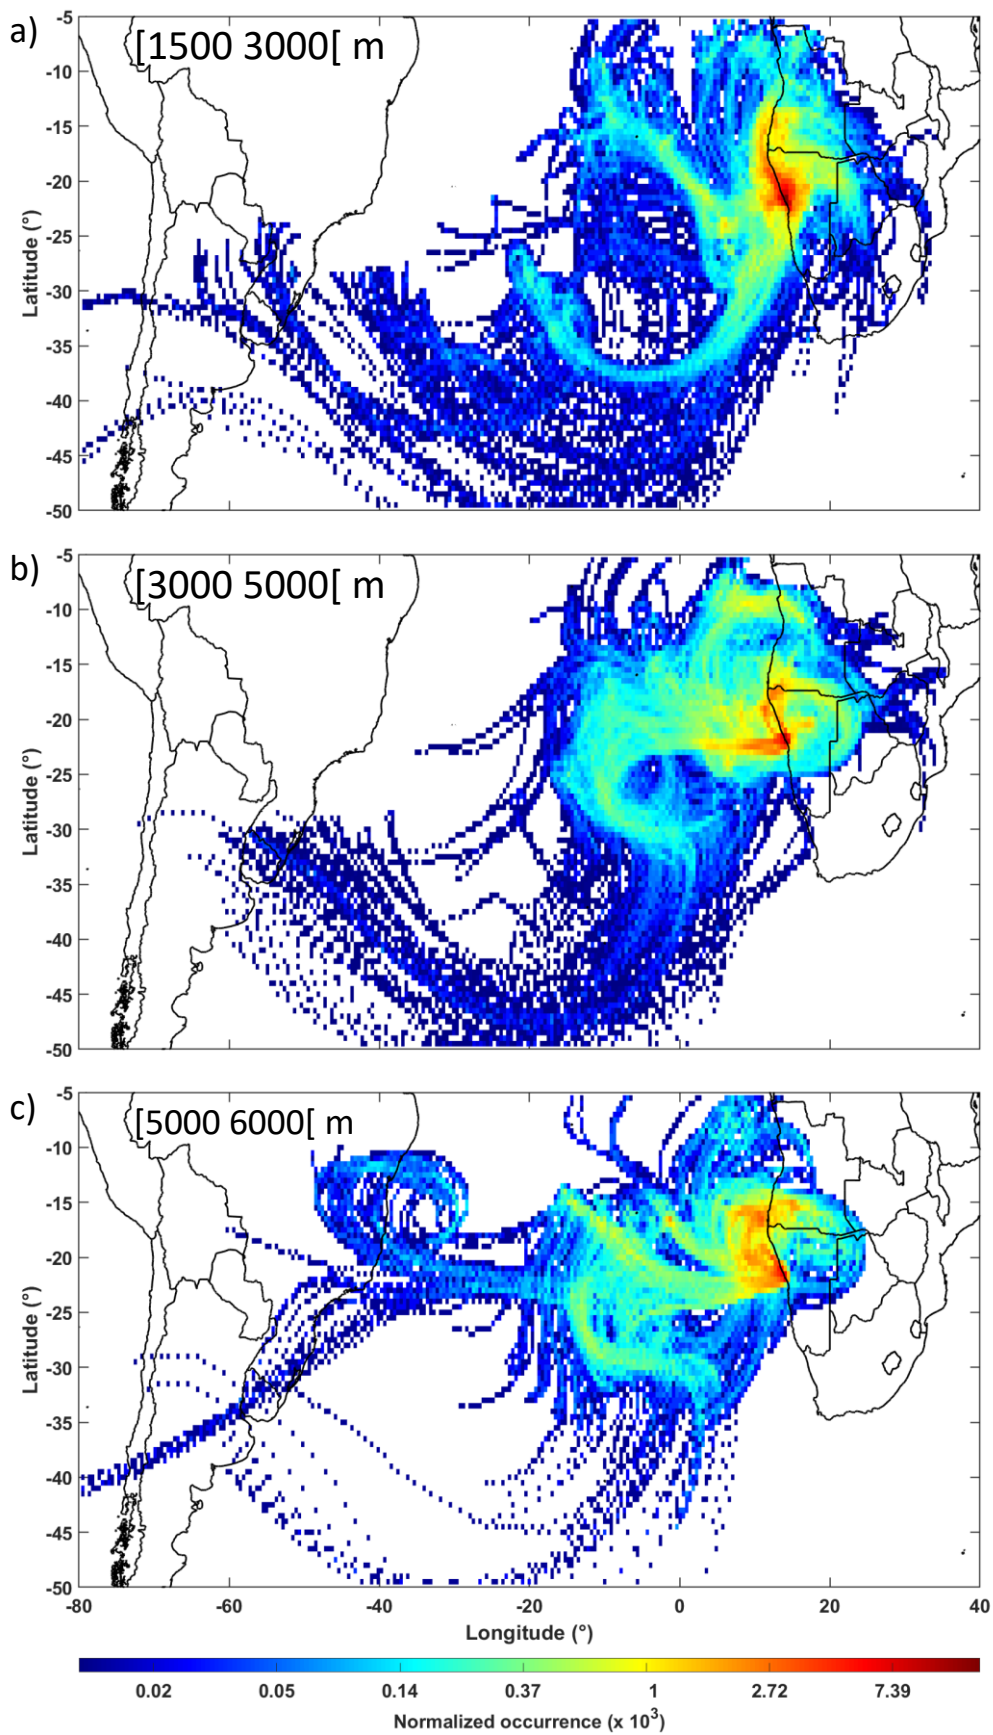 a)
[1500 3000[ m
-5
-10
-15
-20
-25
-30
-35
-40
-45
-50
Latitude (°)
b)
[3000 5000[ m
-5
-10
-15
-20
-25
-30
-35
-40
-45
-50
Latitude (°)
c)
[5000 6000[ m
-5
-10
-15
-20
-25
-30
-35
-40
-45
-50
Latitude (°)
-80 -60 -40 -20 0 20 40
Longitude (°)
0.02 0.05 0.14 0.37 1 2.72 7.39
Normalized occurrence (x 10³)